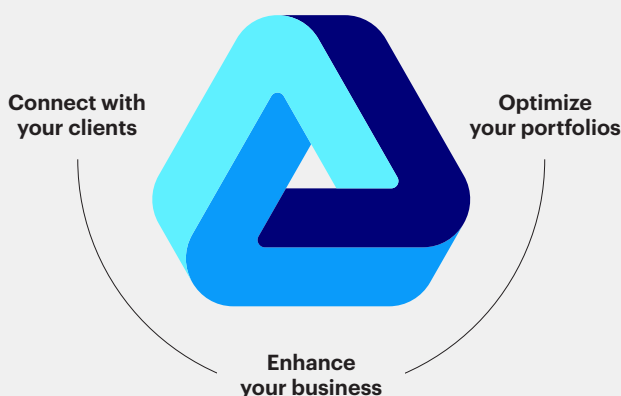 Connect with
your clients
Optimize
your portfolios
Enhance
your business